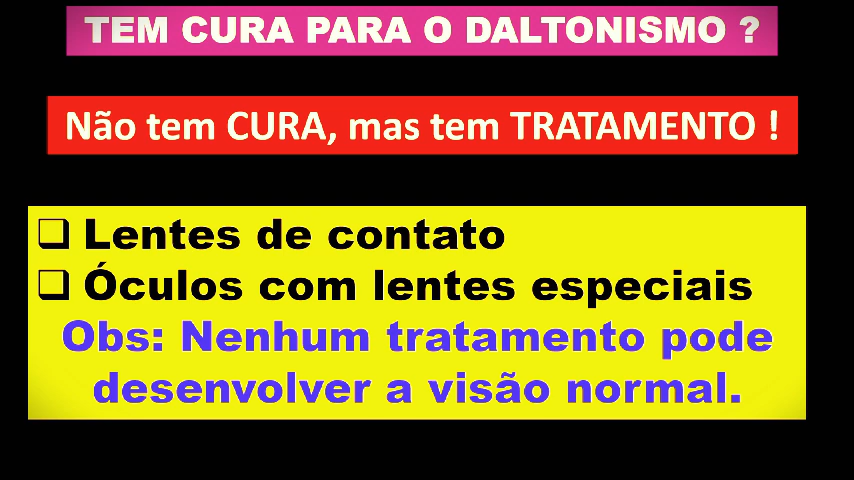 TEM CURA PARA O DALTONISMO ?
Não tem CURA, mas tem TRATAMENTO !
❑ Lentes de contato
❑ Óculos com lentes especiais
Obs: Nenhum tratamento pode
desenvolver a visão normal.